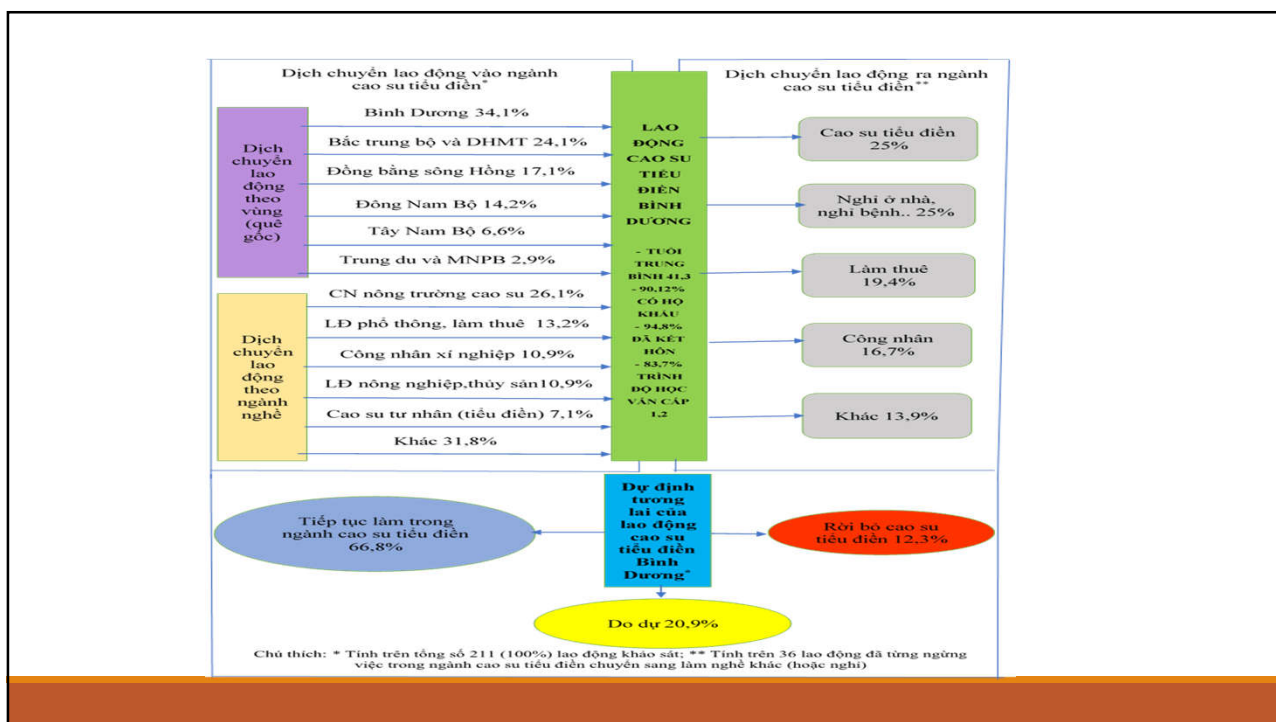 Dịch chuyển lao động vào ngành
cao su tiểu điền*
Dịch
chuyển
lao
động
theo
vùng
(quê
gốc)
Bình Dương 34,1%
Bắc trung bộ và DHMT 24,1%
Đồng bằng sông Hồng 17,1%
Đông Nam Bộ 14,2%
Tây Nam Bộ 6,6%
Trung du và MNPB 2,9%
Dịch
chuyển
lao
động
theo
ngành
nghề
CN nông trường cao su 26,1%
LĐ phổ thông, làm thuê 13,2%
Công nhân xí nghiệp 10,9%
LĐ nông nghiệp,thủy sản10,9%
Cao su tư nhân (tiểu điền) 7,1%
Khác 31,8%
LAO
ĐỘNG
CAO SU
TIỂU
ĐIỀN
BÌNH
DƯƠNG
- TUỔI
TRUNG
BÌNH 41,3
- 90,12%
CÓ HỘ
KHẨU
- 94,8%
ĐÃ KẾT
HÔN
- 83,7%
TRÌNH
ĐỘ HỌC
VẤN CẤP
1,2
Dịch chuyển lao động ra ngành
cao su tiểu điền**
Cao su tiểu điền
25%
Nghỉ ở nhà,
nghỉ bệnh.. 25%
Làm thuê
19,4%
Công nhân
16,7%
Khác 13,9%
Dự định
tương
lai của
lao động
cao su
tiểu điền
Bình
Dương*
Tiếp tục làm trong
ngành cao su tiểu điền
66,8%
Rời bỏ cao su
tiểu điền 12,3%
Do dự 20,9%
Chú thích: * Tính trên tổng số 211 (100%) lao động khảo sát; ** Tính trên 36 lao động đã từng ngừng
việc trong ngành cao su tiểu điền chuyển sang làm nghề khác (hoặc nghỉ)